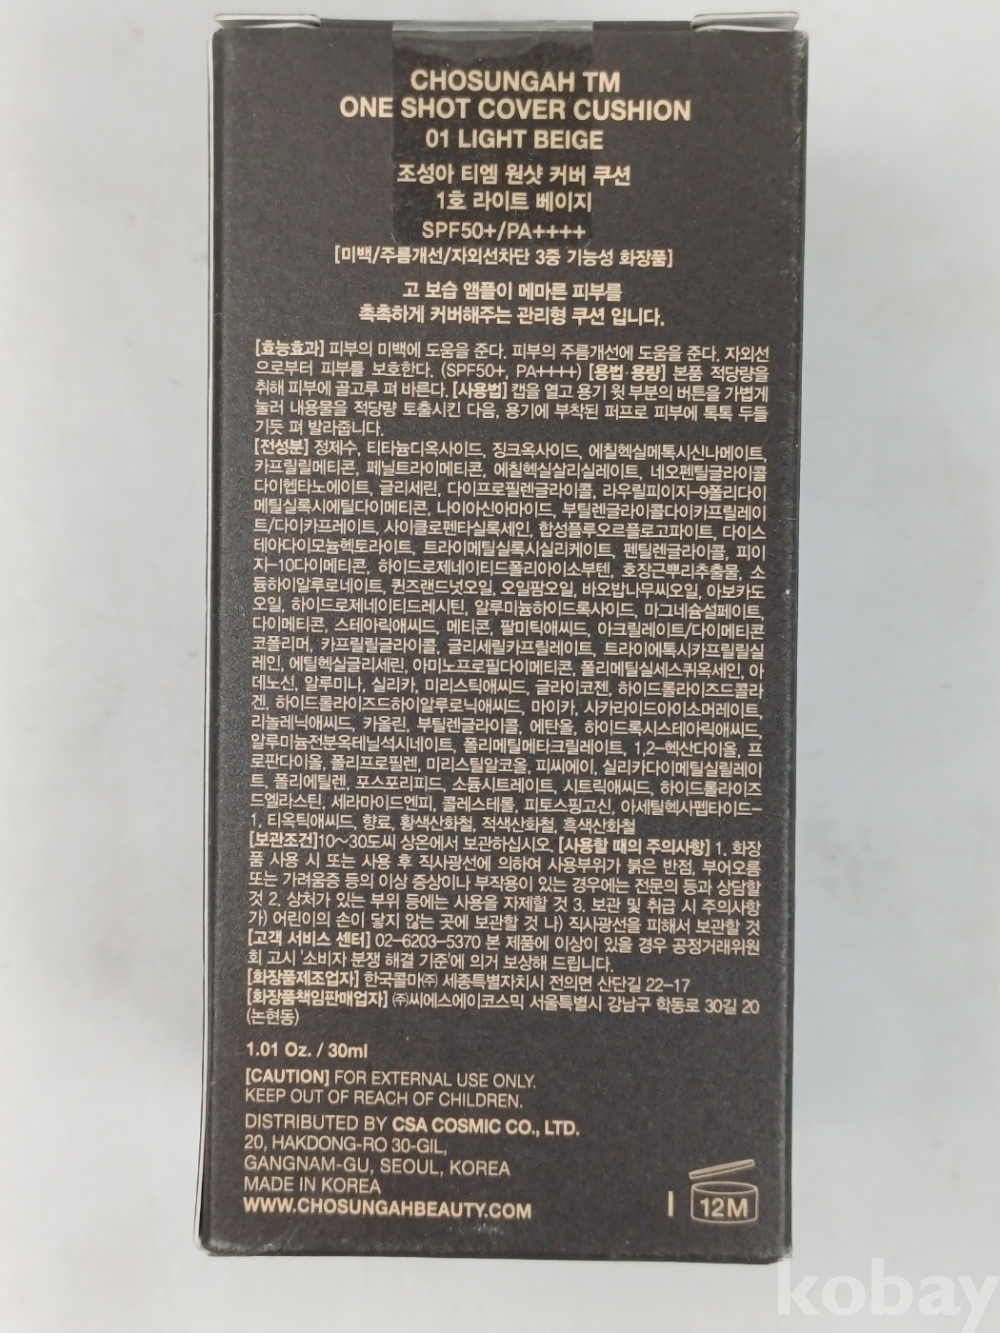 CHOSUNGAH TM
ONE SHOT COVER CUSHION
01 LIGHT BEIGE
조성아 티엠 원샷 커버 쿠션
1호 라이트 베이지
SPF50+/PA++++
[미백/주름개선/자외선차단 3중 기능성 화장품]
고 보습 앰플이 메마른 피부를
촉촉하게 커버해주는 관리형 쿠션 입니다.
[효능효과] 피부의 미백에 도움을 준다. 피부의 주름개선에 도움을 준다. 자외선
으로부터 피부를 보호한다. (SPF50+, PA++++) [용법·용량] 본품 적당량을
취해 피부에 골고루 펴 바른다. [사용법] 캡을 열고 용기 윗 부분의 버튼을 가볍게
눌러 내용물을 적당량 토출시킨 다음, 용기에 부착된 퍼프로 피부에 톡톡 두들
기듯 펴 발라줍니다.
[전성분] 정제수, 티타늄디옥사이드, 징크옥사이드, 에칠헥실메톡시신나메이트,
카프릴릴메티콘, 페닐트라이메티콘, 에칠헥실살리실레이트, 네오펜틸글라이콜
다이헵타노에이트, 글리세린, 다이프로필렌글라이콜, 라우릴피이지-9폴리다이
메틸실록시에틸다이메티콘, 나이아신아마이드, 부틸렌글라이콜다이카프릴레이
트/다이카프레이트, 사이클로펜타실록세인, 합성플루오르플로고파이트, 다이스
테아다이모늄헥토라이트, 트라이메틸실록시실리케이트, 펜틸렌글라이콜, 피이
지-10다이메티콘, 하이드로제네이티드폴리아이소부텐, 호장근뿌리추출물, 소
듐하이알루로네이트, 퀸즈랜드넛오일, 오일팜오일, 바오밥나무씨오일, 아보카도
오일, 하이드로제네이티드레시틴, 알루미늄하이드록사이드, 마그네슘설페이트,
다이메티콘, 스테아릭애씨드, 메티콘, 팔미틱애씨드, 아크릴레이트/다이메티콘
코폴리머, 카프릴릴글라이콜, 글리세릴카프릴레이트, 트라이에톡시카프릴릴실
레인, 에틸헥실글리세린, 아미노프로필다이메티콘, 폴리메틸실세스퀴옥세인, 아
데노신, 알루미나, 실리카, 미리스틱애씨드, 글라이코젠, 하이드롤라이즈드콜라
겐, 하이드롤라이즈드하이알루로닉애씨드, 마이카, 사카라이드아이소머레이트,
리놀레닉애씨드, 카올린, 부틸렌글라이콜, 에탄올, 하이드록시스테아릭애씨드,
알루미늄전분옥테닐석시네이트, 폴리메틸메타크릴레이트, 1,2-헥산다이올, 프
로판다이올, 폴리프로필렌, 미리스틸알코올, 피씨에이, 실리카다이메틸실릴레이
트, 폴리에틸렌, 포스포리피드, 소듐시트레이트, 시트릭애씨드, 하이드롤라이즈
드엘라스틴, 세라마이드엔피, 콜레스테롤, 피토스핑고신, 아세틸헥사펩타이드-
1, 티옥틱애씨드, 향료, 황색산화철, 적색산화철, 흑색산화철
[보관조건]10~30도씨 상온에서 보관하십시오. [사용할 때의 주의사항] 1. 화장
품 사용 시 또는 사용 후 직사광선에 의하여 사용부위가 붉은 반점, 부어오름
또는 가려움증 등의 이상 증상이나 부작용이 있는 경우에는 전문의 등과 상담할
것 2. 상처가 있는 부위 등에는 사용을 자제할 것 3. 보관 및 취급 시 주의사항
가) 어린이의 손이 닿지 않는 곳에 보관할 것 나) 직사광선을 피해서 보관할 것
[고객 서비스 센터] 02-6203-5370 본 제품에 이상이 있을 경우 공정거래위원
회 고시 '소비자 분쟁 해결 기준'에 의거 보상해 드립니다.
[화장품제조업자] 한국콜마㈜ 세종특별자치시 전의면 산단길 22-17
[화장품책임판매업자] ㈜씨에스에이코스믹 서울특별시 강남구 학동로 30길 20
(논현동)
1.01 Oz. / 30ml
[CAUTION] FOR EXTERNAL USE ONLY.
KEEP OUT OF REACH OF CHILDREN.
DISTRIBUTED BY CSA COSMIC CO., LTD.
20, HAKDONG-RO 30-GIL,
GANGNAM-GU, SEOUL, KOREA
MADE IN KOREA
WWW.CHOSUNGAHBEAUTY.COM
I 12M
kobay